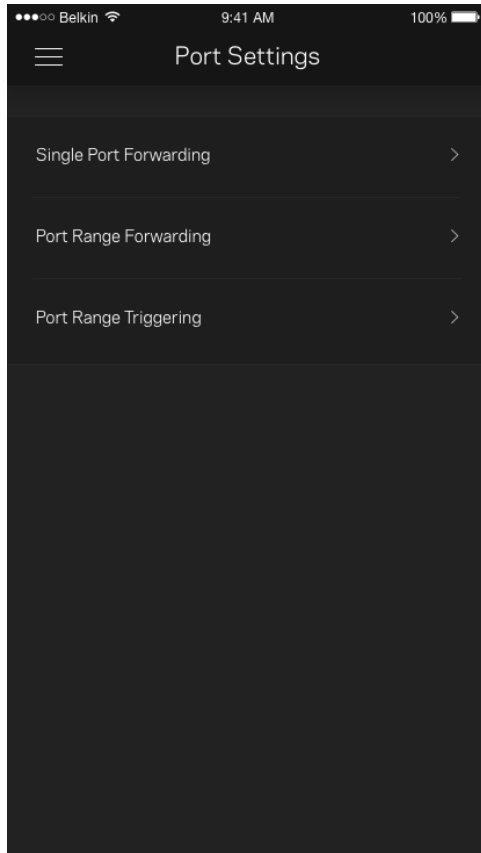 Belkin 9:41 AM 100%
Port Settings
Single Port Forwarding
Port Range Forwarding
Port Range Triggering